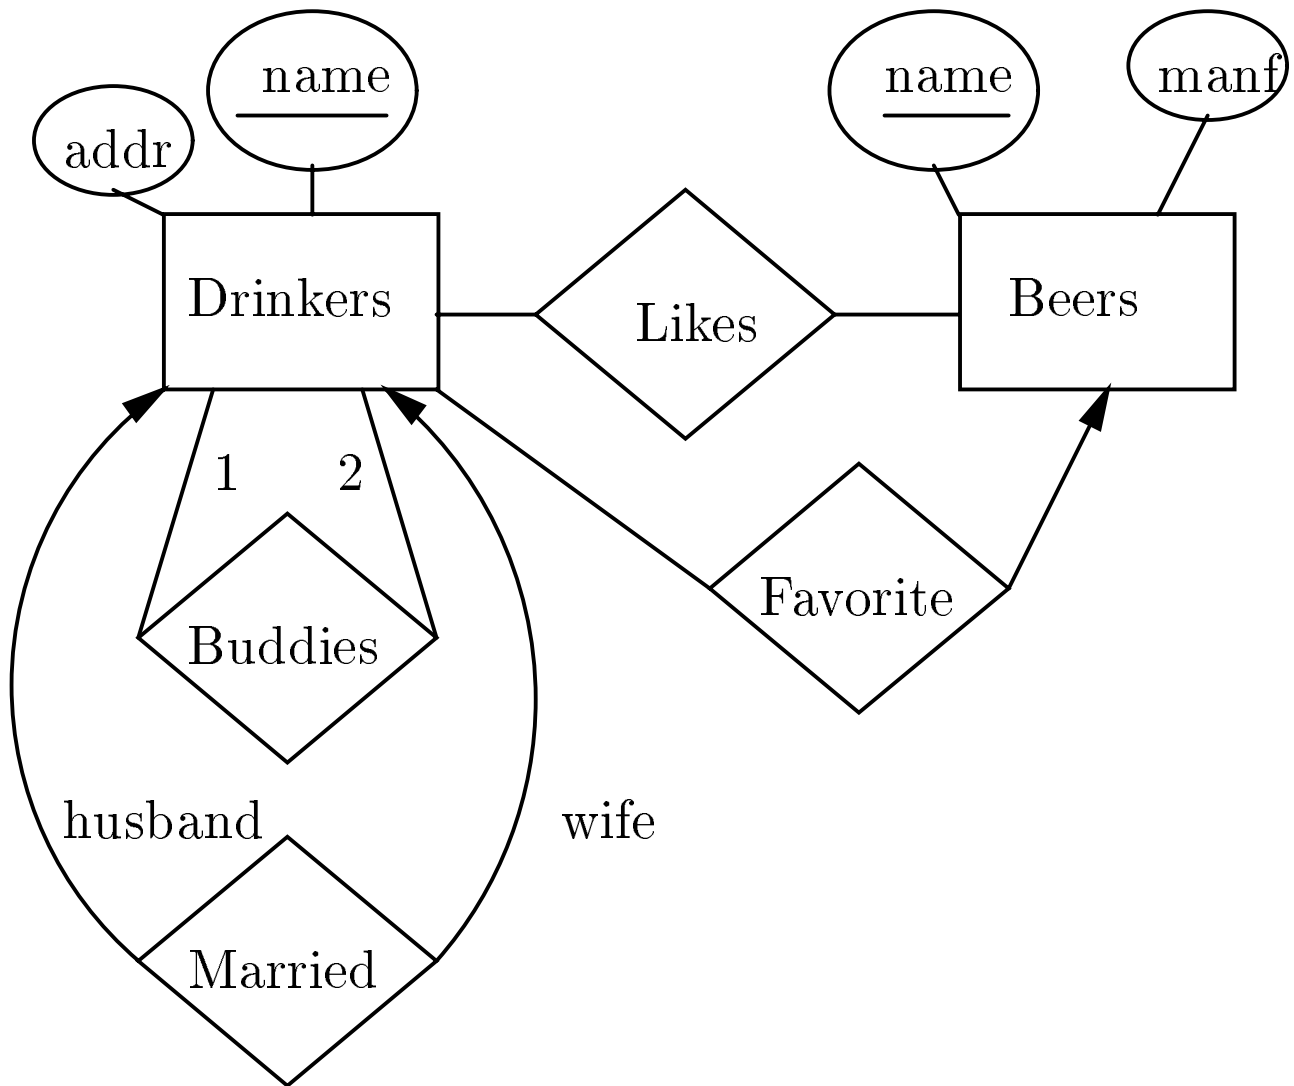 name
name
manf
addr
Drinkers
Beers
Likes
1
2
Favorite
Buddies
husband
wife
Married